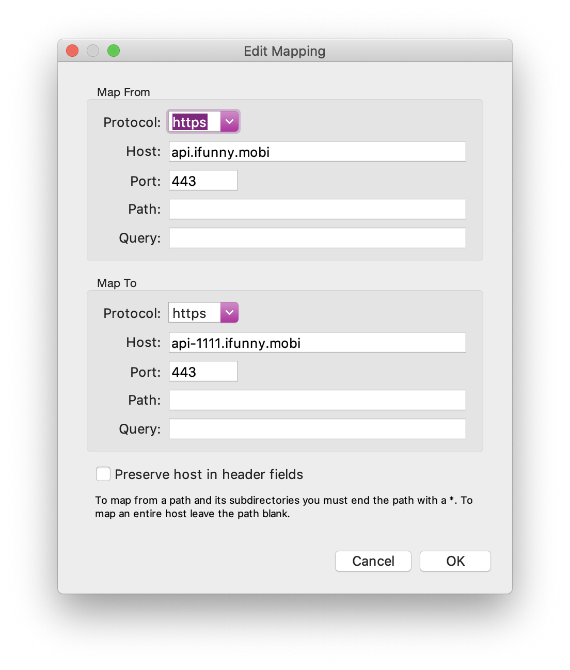 Edit Mapping
Map From
Protocol: https
Host: api.ifunny.mobi
Port: 443
Path:
Query:
Map To
Protocol: https
Host: api-1111.ifunny.mobi
Port: 443
Path:
Query:
Preserve host in header fields
To map from a path and its subdirectories you must end the path with a *. To
map an entire host leave the path blank.
Cancel OK